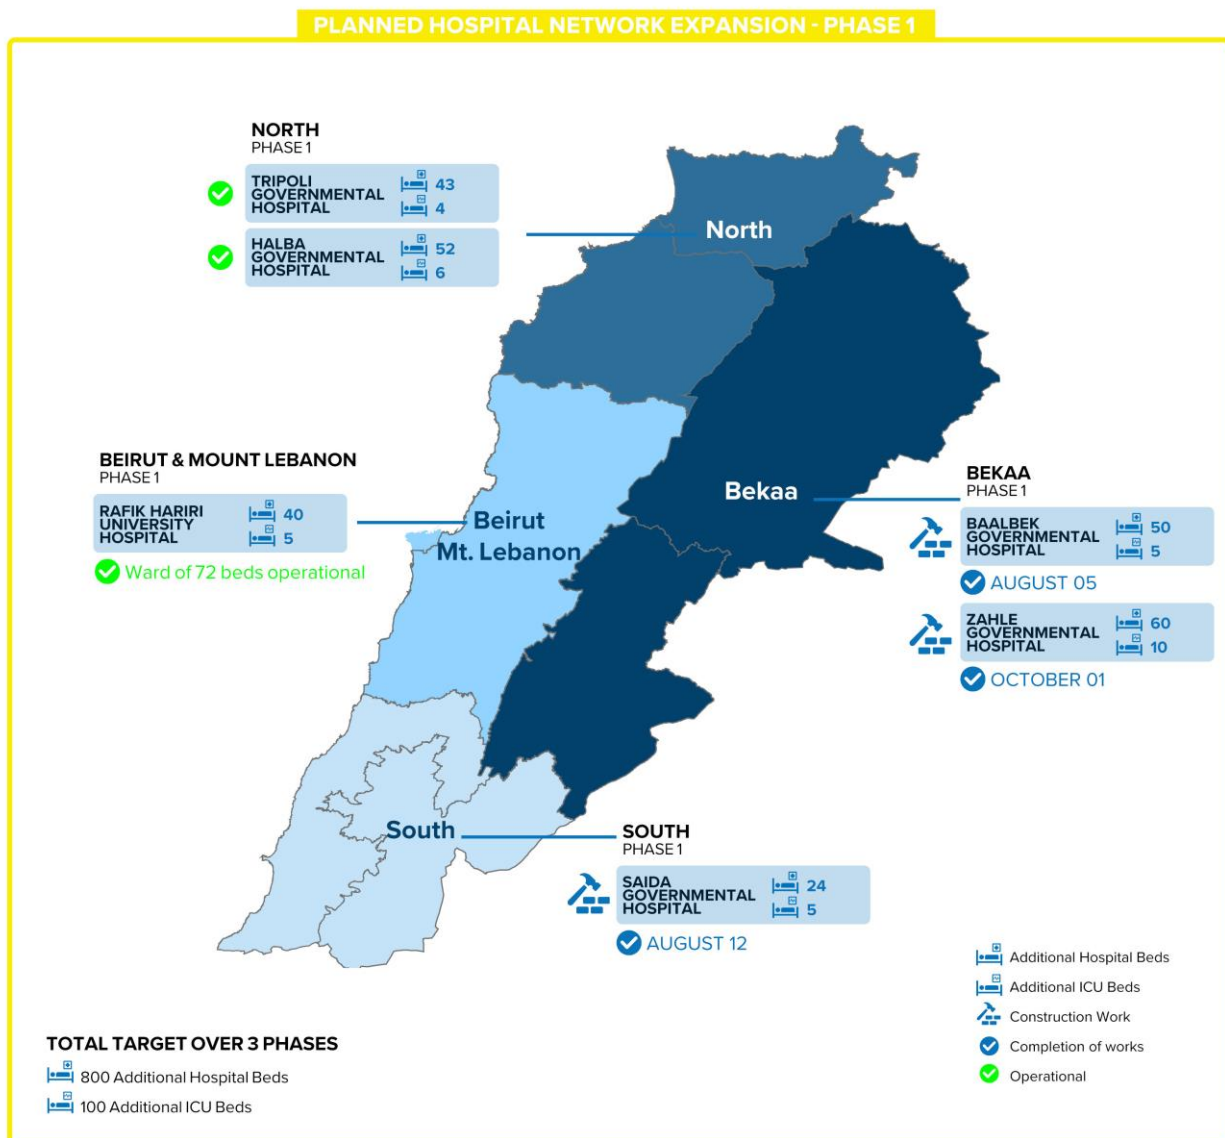 PLANNED HOSPITAL NETWORK EXPANSION - PHASE 1
NORTH
PHASE 1
TRIPOLI
GOVERNMENTAL
HOSPITAL
43
4
HALBA
GOVERNMENTAL
HOSPITAL
52
6
North
BEIRUT & MOUNT LEBANON
PHASE 1
RAFIK HARIRI
UNIVERSITY
HOSPITAL
40
5
Ward of 72 beds operational
Beirut
Mt. Lebanon
Bekaa
BEKAA
PHASE 1
BAALBEK
GOVERNMENTAL
HOSPITAL
50
5
AUGUST 05
ZAHLE
GOVERNMENTAL
HOSPITAL
60
10
OCTOBER 01
South
SOUTH
PHASE 1
SAIDA
GOVERNMENTAL
HOSPITAL
24
5
AUGUST 12
TOTAL TARGET OVER 3 PHASES
800 Additional Hospital Beds
100 Additional ICU Beds
Additional Hospital Beds
Additional ICU Beds
Construction Work
Completion of works
Operational